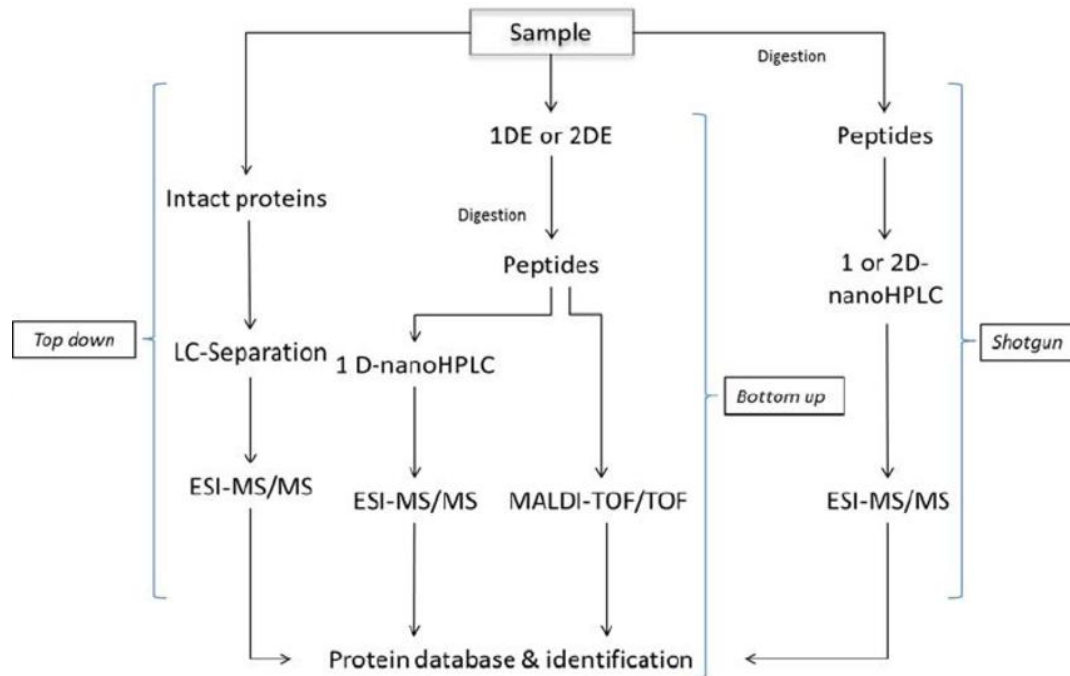 Sample
Digestion
1DE or 2DE
Peptides
Intact proteins
Digestion
Peptides
1 or 2D-
nanoHPLC
Top down
LC-Separation
1 D-nanoHPLC
Shotgun
Bottom up
ESI-MS/MS
ESI-MS/MS
MALDI-TOF/TOF
ESI-MS/MS
Protein database & identification